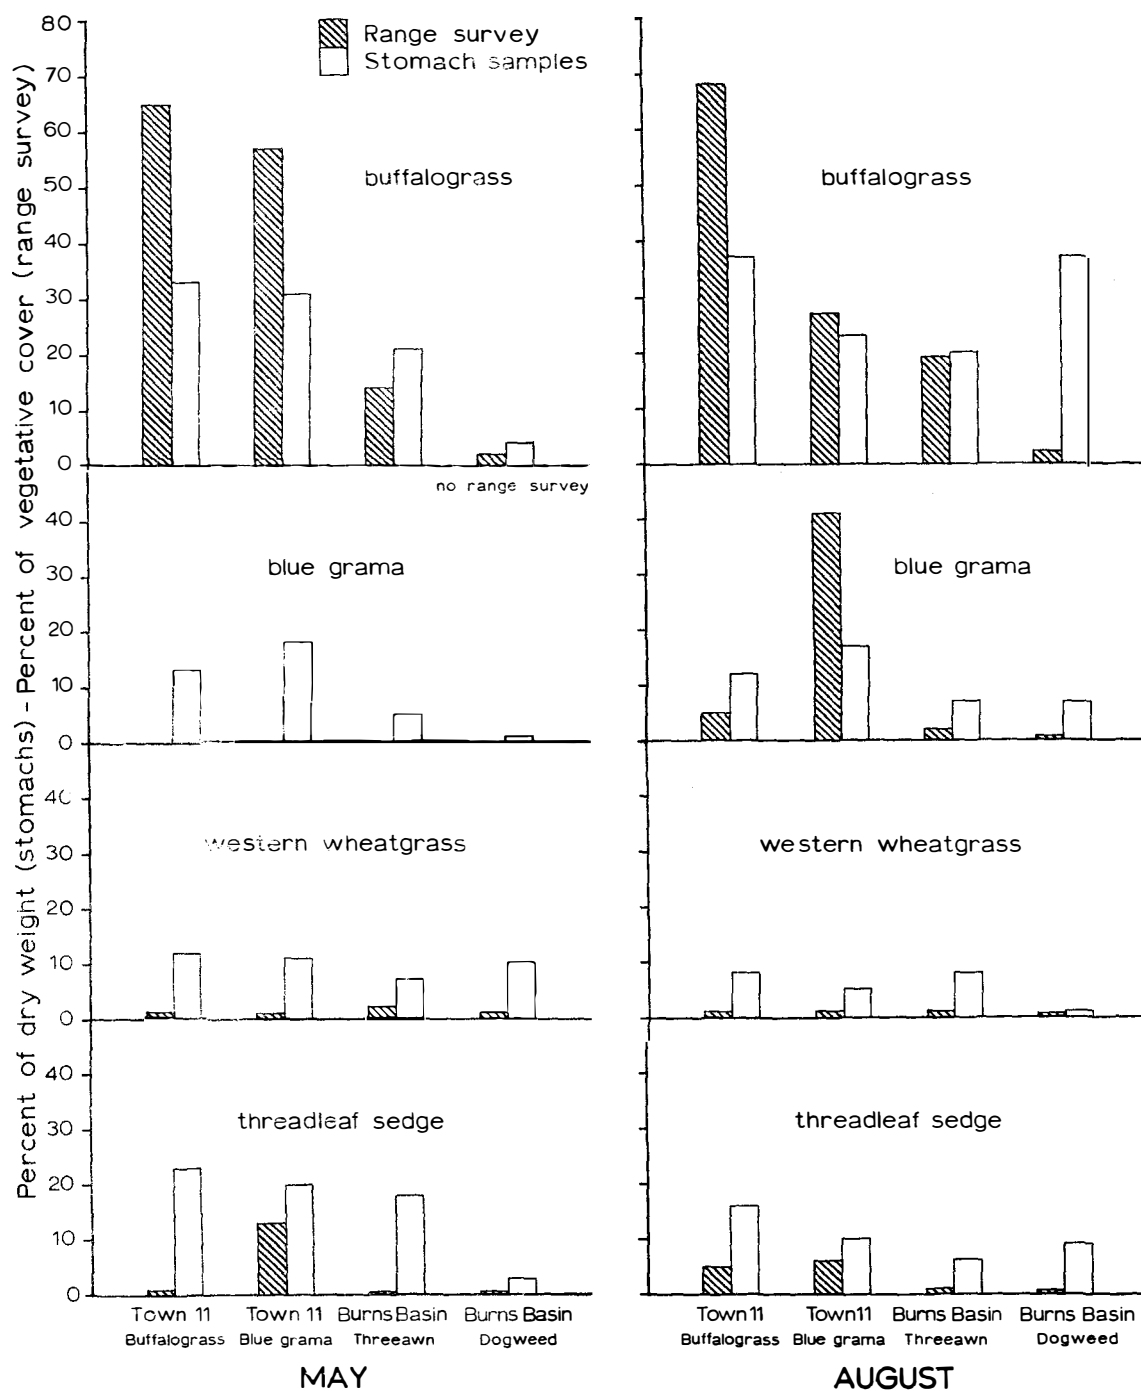 Percent of dry weight (stomachs) - Percent of vegetative cover (range survey)
Range survey
Stomach samples
80
70
60
50
40
30
20
10
0
buffalograss
buffalograss
no range survey
40
30
20
10
0
blue grama
blue grama
40
30
20
10
0
western wheatgrass
western wheatgrass
40
30
20
10
0
threadleaf sedge
threadleaf sedge
Town 11 Town 11 Burns Basin Burns Basin
Buffalograss Blue grama Threeawn Dogweed
MAY
Town 11 Town 11 Burns Basin Burns Basin
Buffalograss Blue grama Threeawn Dogweed
AUGUST